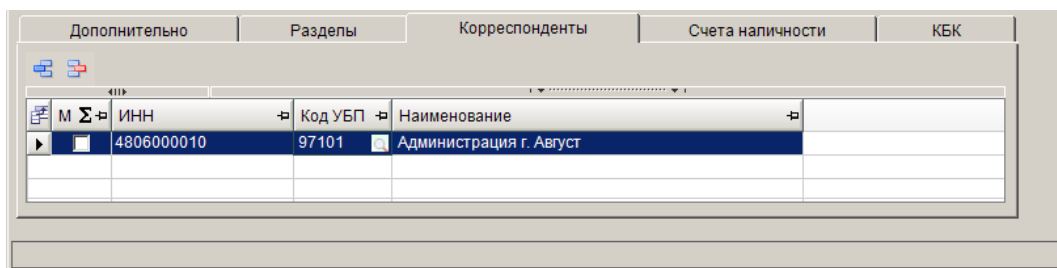 Дополнительно Разделы Корреспонденты Счета наличности КБК
М Σ ИНН Код УБП Наименование
4806000010 97101 Администрация г. Август